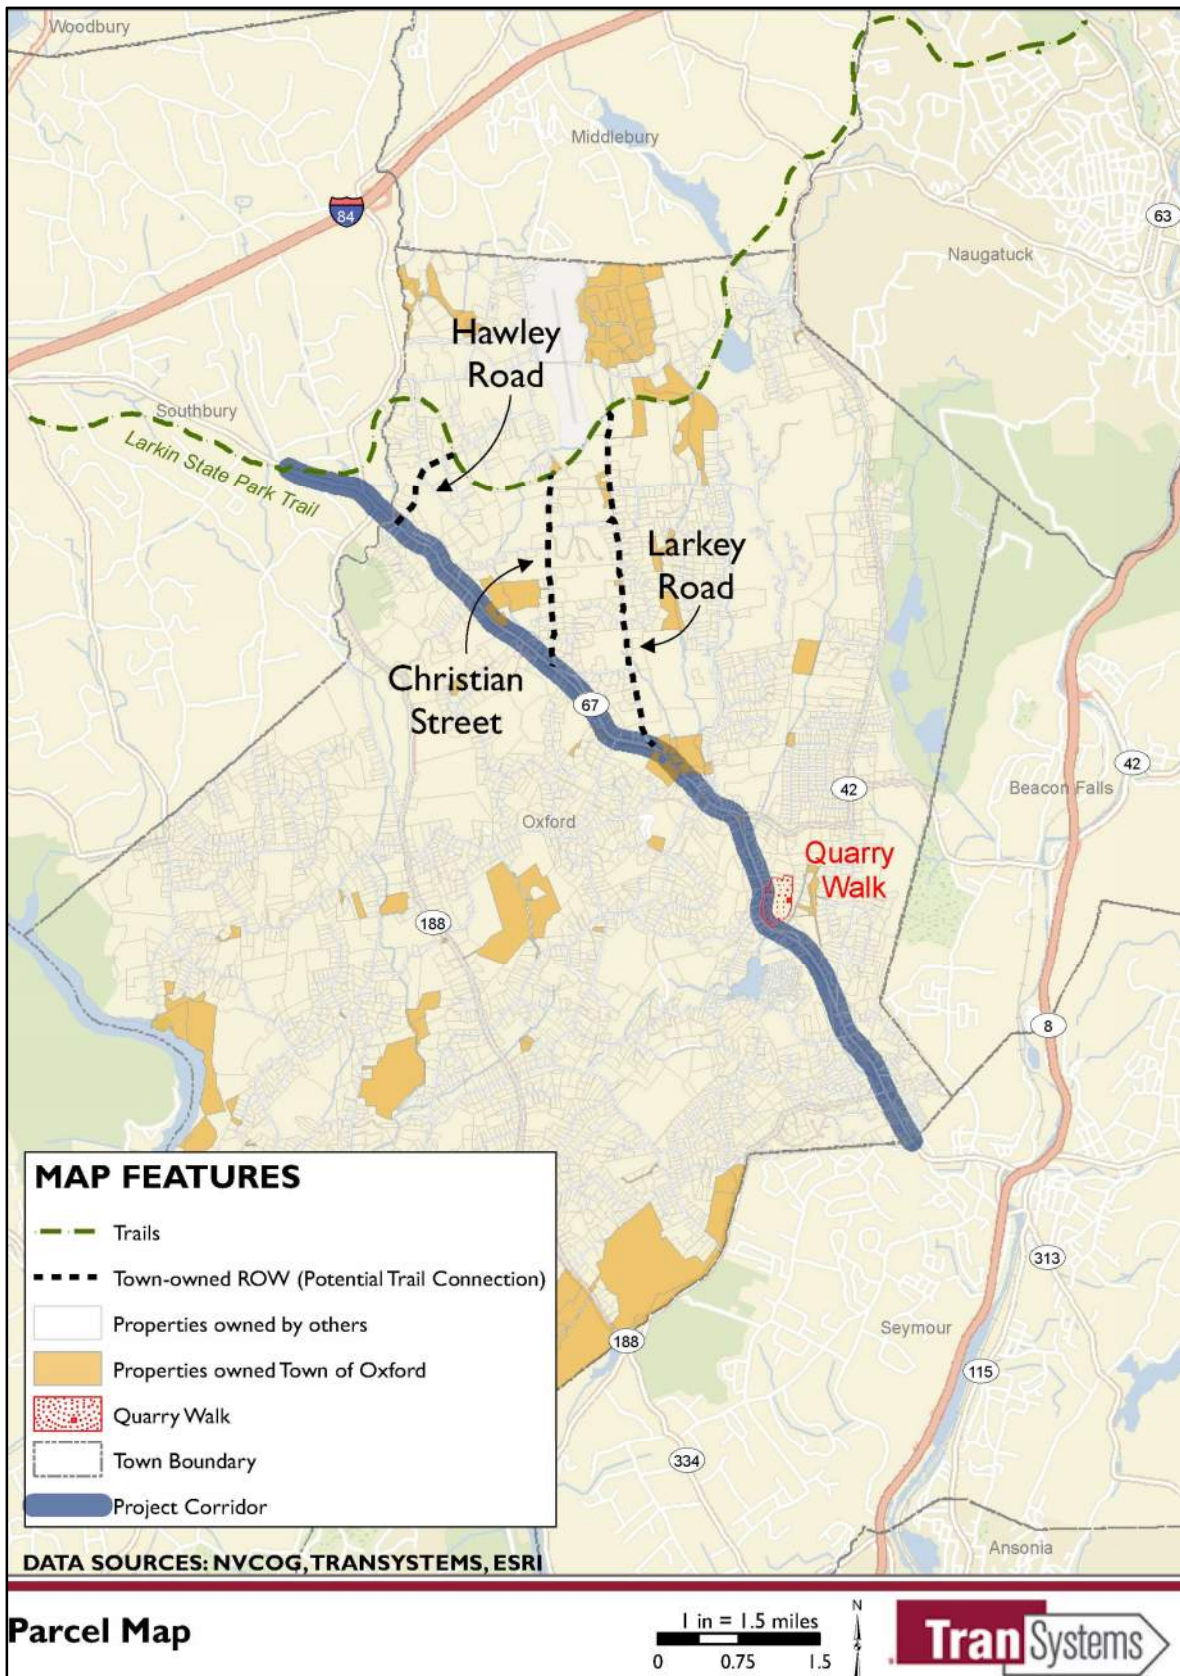 Woodbury
Middlebury
84
63
Naugatuck
Hawley
Road
Southbury
Larkin State Park Trail
Larkey
Road
Christian
Street
67
42
42
Beacon Falls
Oxford
Quarry
Walk
188
8
MAP FEATURES
Trails
Town-owned ROW (Potential Trail Connection)
Properties owned by others
Properties owned Town of Oxford
Quarry Walk
Town Boundary
Project Corridor
313
Seymour
188
115
334
Ansonia
DATA SOURCES: NVCOG, TRANSYSTEMS, ESRI
Parcel Map
1 in = 1.5 miles
0 0.75 1.5
N
TranSystems